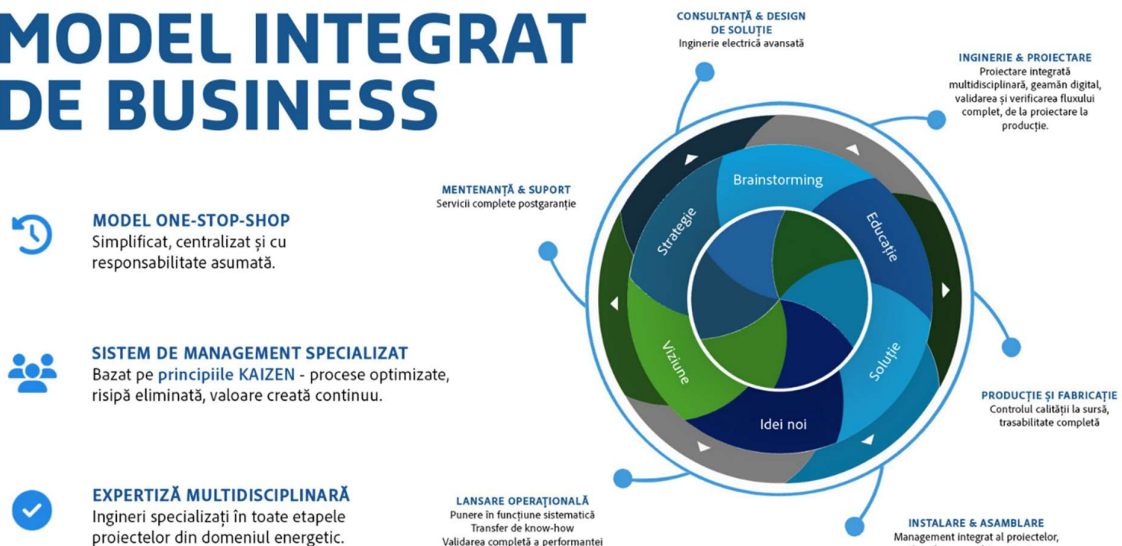 MODEL INTEGRAT
DE BUSINESS
MODEL ONE-STOP-SHOP
Simplificat, centralizat și cu
responsabilitate asumată.
SISTEM DE MANAGEMENT SPECIALIZAT
Bazat pe principiile KAIZEN - procese optimizate,
risipă eliminată, valoare creată continuu.
EXPERTIZĂ MULTIDISCIPLINARĂ
Ingineri specializați în toate etapele
proiectelor din domeniul energetic.
CONSULTANȚĂ & DESIGN
DE SOLUȚIE
Inginerie electrică avansată
INGINERIE & PROIECTARE
Proiectare integrată
multidisciplinară, geamăn digital,
validarea și verificarea fluxului
complet, de la proiectare la
producție.
MENTENANȚĂ & SUPORT
Servicii complete postgaranție
Brainstorming
Educație
Soluție
Idei noi
Viziune
Strategie
PRODUCȚIE ȘI FABRICAȚIE
Controlul calității la sursă,
trasabilitate completă
LANSARE OPERAȚIONALĂ
Punere în funcțiune sistematică
Transfer de know-how
Validarea completă a performanței
INSTALARE & ASAMBLARE
Management integrat al proiectelor,